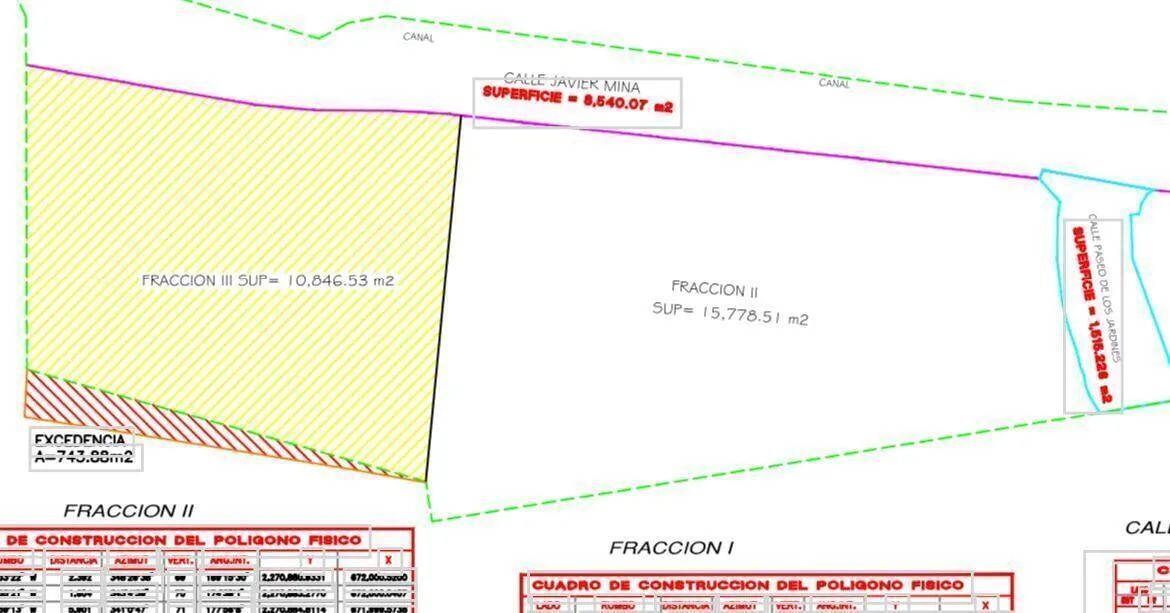 CANAL
CANAL
CALLE JAVIER MINA
SUPERFICIE = 8,540.07 m2
CALLE PASEO DE LOS JARDINES
SUPERFICIE = 1,515.228 m2
FRACCION III SUP= 10,846.53 m2
FRACCION II
SUP= 15,778.51 m2
EXCEDENCIA
A=743.88m2
FRACCION II
DE CONSTRUCCION DEL POLIGONO FISICO
DISTANCIA AZIMUT VERT. ANG.INT. Y X
FRACCION I
CUADRO DE CONSTRUCCION DEL POLIGONO FISICO
LADO RUMBO DISTANCIA AZIMUT VERT. ANG.INT. Y X
CALL